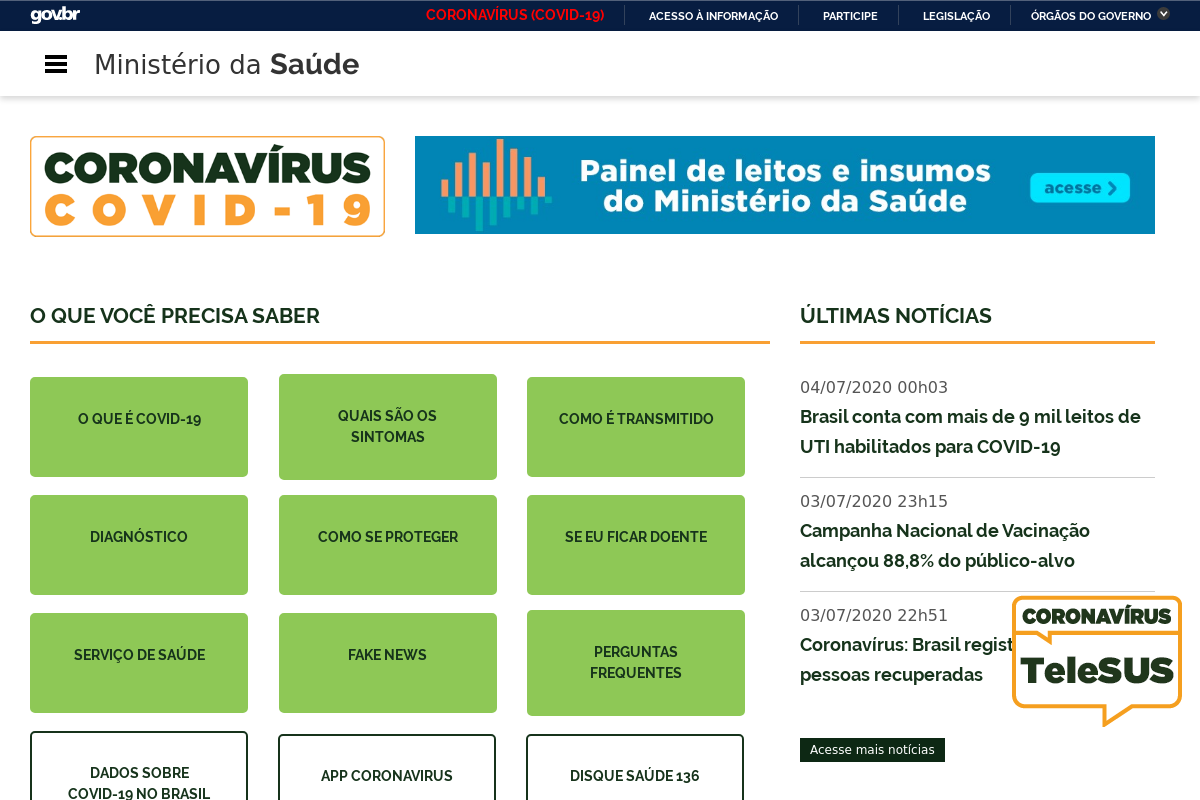 gov.br
CORONAVÍRUS (COVID-19)
ACESSO À INFORMAÇÃO
PARTICIPE
LEGISLAÇÃO
ÓRGÃOS DO GOVERNO
Ministério da Saúde
CORONAVÍRUS
COVID-19
Painel de leitos e insumos
do Ministério da Saúde
acesse
O QUE VOCÊ PRECISA SABER
O QUE É COVID-19
QUAIS SÃO OS
SINTOMAS
COMO É TRANSMITIDO
DIAGNÓSTICO
COMO SE PROTEGER
SE EU FICAR DOENTE
SERVIÇO DE SAÚDE
FAKE NEWS
PERGUNTAS
FREQUENTES
DADOS SOBRE
COVID-19 NO BRASIL
APP CORONAVIRUS
DISQUE SAÚDE 136
ÚLTIMAS NOTÍCIAS
04/07/2020 00h03
Brasil conta com mais de 9 mil leitos de
UTI habilitados para COVID-19
03/07/2020 23h15
Campanha Nacional de Vacinação
alcançou 88,8% do público-alvo
03/07/2020 22h51
Coronavírus: Brasil regist
pessoas recuperadas
CORONAVÍRUS
TeleSUS
Acesse mais notícias